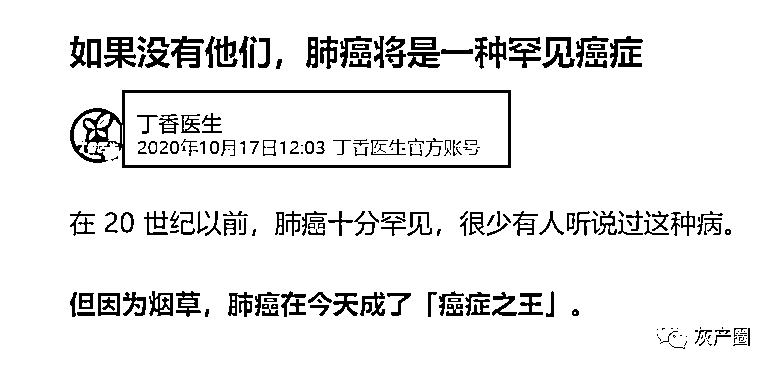 如果没有他们，肺癌将是一种罕见癌症
丁香医生
2020年10月17日12:03 丁香医生官方账号
在 20 世纪以前，肺癌十分罕见，很少有人听说过这种病。
但因为烟草，肺癌在今天成了「癌症之王」。
灰产圈